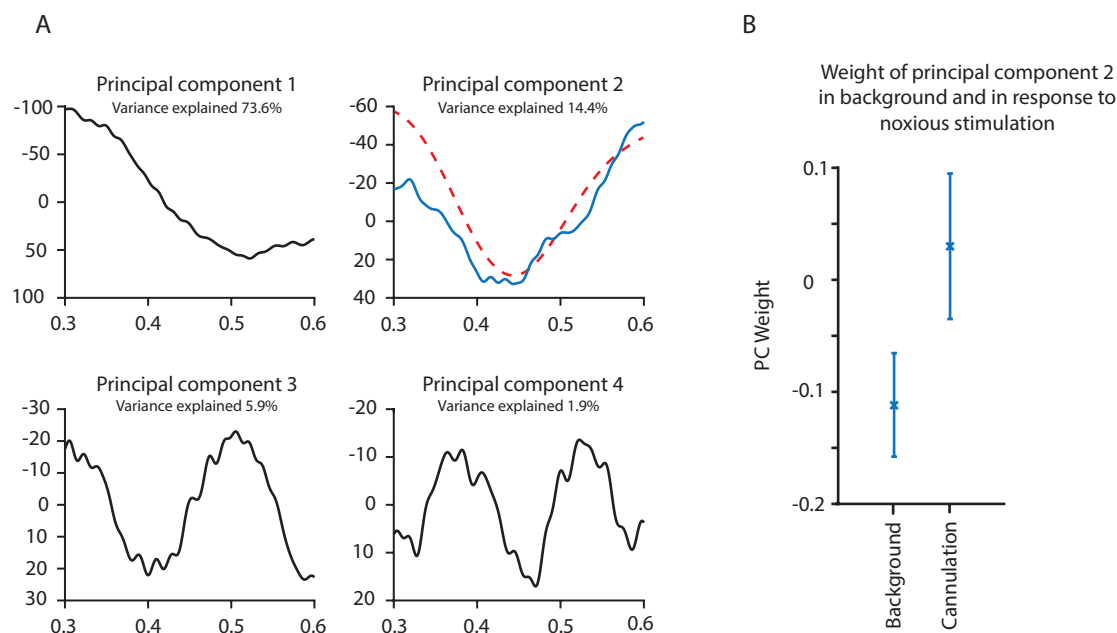 A
Principal component 1
Variance explained 73.6%
-100
-50
0
50
100
0.3
0.4
0.5
0.6
Principal component 2
Variance explained 14.4%
-60
-40
-20
0
20
40
0.3
0.4
0.5
0.6
Principal component 3
Variance explained 5.9%
-30
-20
-10
0
10
20
30
0.3
0.4
0.5
0.6
Principal component 4
Variance explained 1.9%
-20
-10
0
10
20
0.3
0.4
0.5
0.6
B
Weight of principal component 2
in background and in response to
noxious stimulation
PC Weight
0.1
0
-0.1
-0.2
Background
Cannulation